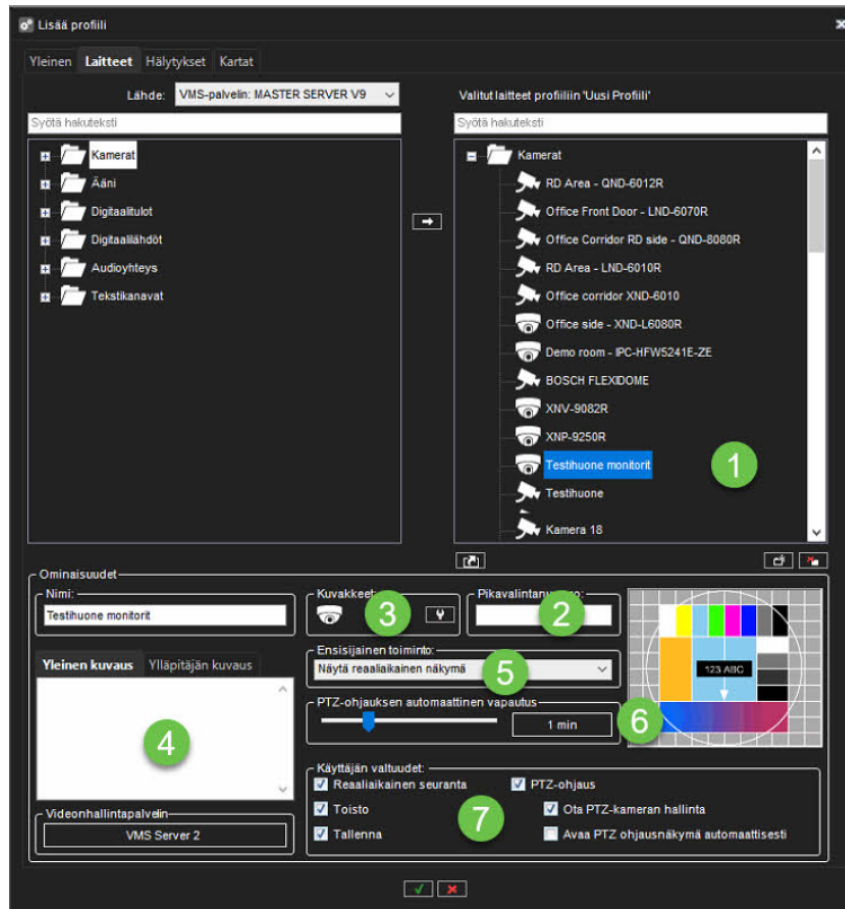 Lisää profiili
Yleinen Laitteet Hälytykset Kartat
Lähde: VMS-palvelin: MASTER SERVER V9
Valitut laitteet profiiliin 'Uusi Profiili'
Syötä hakuteksti
Syötä hakuteksti
Kamerat
Ääni
Digitaalitulot
Digitaalilähdöt
Audioyhteys
Tekstikanavat
Kamerat
RD Area - QND-6012R
Office Front Door - LND-6070R
Office Corridor RD side - QND-8080R
RD Area - LND-6010R
Office corridor XND-6010
Office side - XND-L6080R
Demo room - IPC-HFW5241E-ZE
BOSCH FLEXIDOME
XNV-9082R
XNP-9250R
Testihuone monitorit
1
Testihuone
Kamera 18
Ominaisuudet
Nimi:
Testihuone monitorit
Kuvakkeet:
3
2
Ensisijainen toiminto:
Näytä reaaliaikainen näkymä
5
123 ABC
Yleinen kuvaus Ylläpitäjän kuvaus
4
PTZ-ohjauksen automaattinen vapautus
1 min
6
Käyttäjän valtuudet:
Reaaliaikainen seuranta PTZ-ohjaus
Toisto Ota PTZ-kameran hallinta
7
Tallenna Avaa PTZ ohjausnäkymä automaattisesti
Videonhallintapalvelin
VMS Server 2